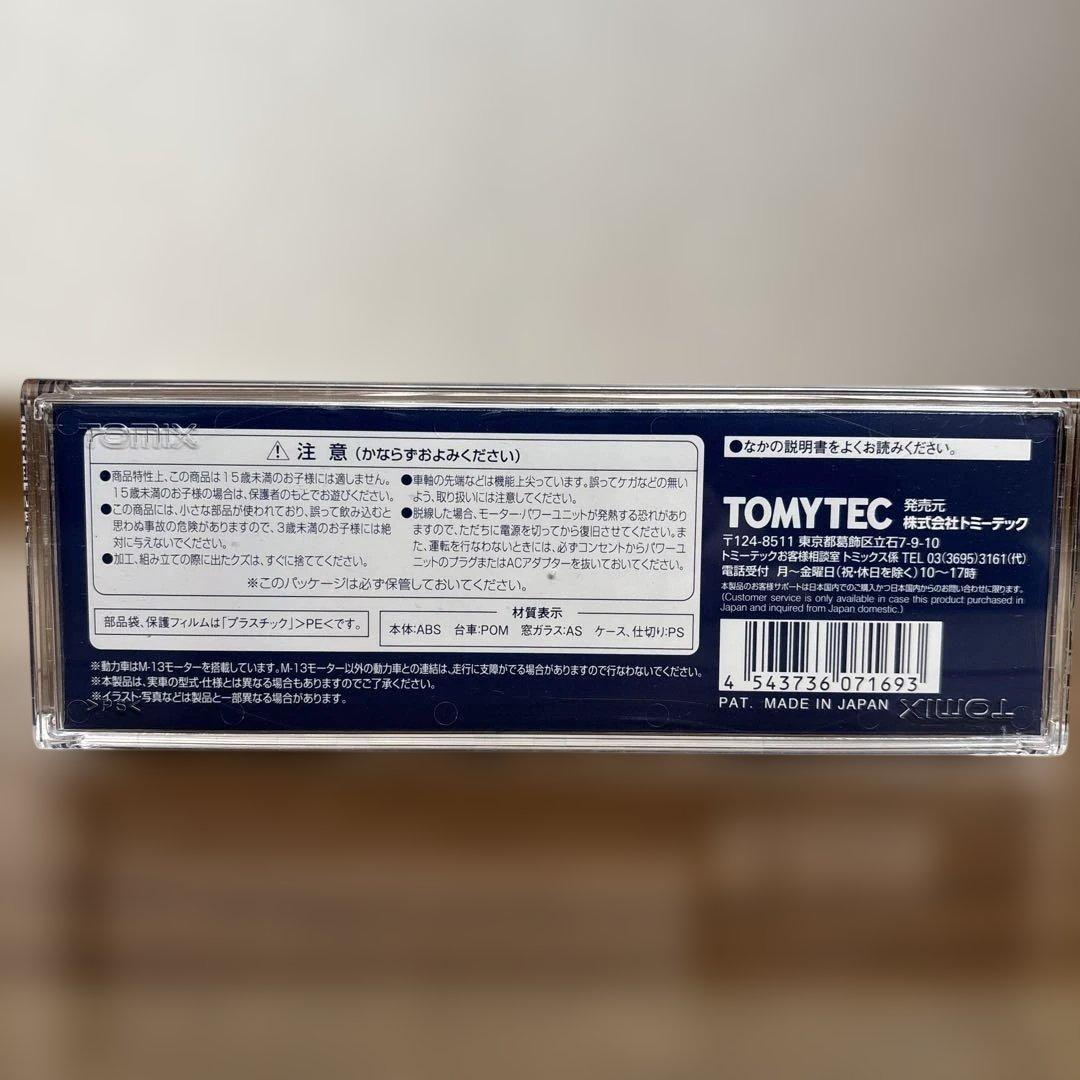 TOMIX
⚠ 注意 (かならずおよみください)
●商品特性上、この商品は15歳未満のお子様には適しません。
15歳未満のお子様の場合は、保護者のもとでお遊びください。
●この商品には、小さな部品が使われており、誤って飲み込むと
思わぬ事故の危険がありますので、3歳未満のお子様には絶
対に与えないでください。
●加工、組み立ての際に出たクズは、すぐに捨ててください。
●車軸の先端などは機能上尖っています。誤ってケガなどの無い
よう、取り扱いには注意してください。
●脱線した場合、モーター・パワーユニットが発熱する恐れがあり
ますので、ただちに電源を切ってから復旧させてください。ま
た、運転を行なわないときには、必ずコンセントからパワーユ
ニットのプラグまたはACアダプターを抜いておいてください。
※このパッケージは必ず保管しておいてください。
部品袋、保護フィルムは「プラスチック」>PE<です。
材質表示
本体:ABS 台車:POM 窓ガラス:AS ケース、仕切り:PS
※動力車はM-13モーターを搭載しています。M-13モーター以外の動力車との連結は、走行に支障がでる場合がありますので行なわないでください。
※本製品は、実車の型式・仕様とは異なる場合もありますのでご了承ください。
※イラスト・写真などは製品と一部異なる場合があります。
>PS<
●なかの説明書をよくお読みください。
TOMYTEC 発売元 株式会社トミーテック
〒124-8511 東京都葛飾区立石7-9-10
トミーテックお客様相談室 トミックス係 TEL 03(3695)3161(代)
電話受付 月〜金曜日(祝・休日を除く)10〜17時
本製品のお客様サポートは日本国内でのご購入かつ日本国内からのお問い合わせに限ります。
(Customer service is only available in case this product purchased in
Japan and inquired from Japan domestic.)
4 543736 071693
PAT. MADE IN JAPAN
TOMIX